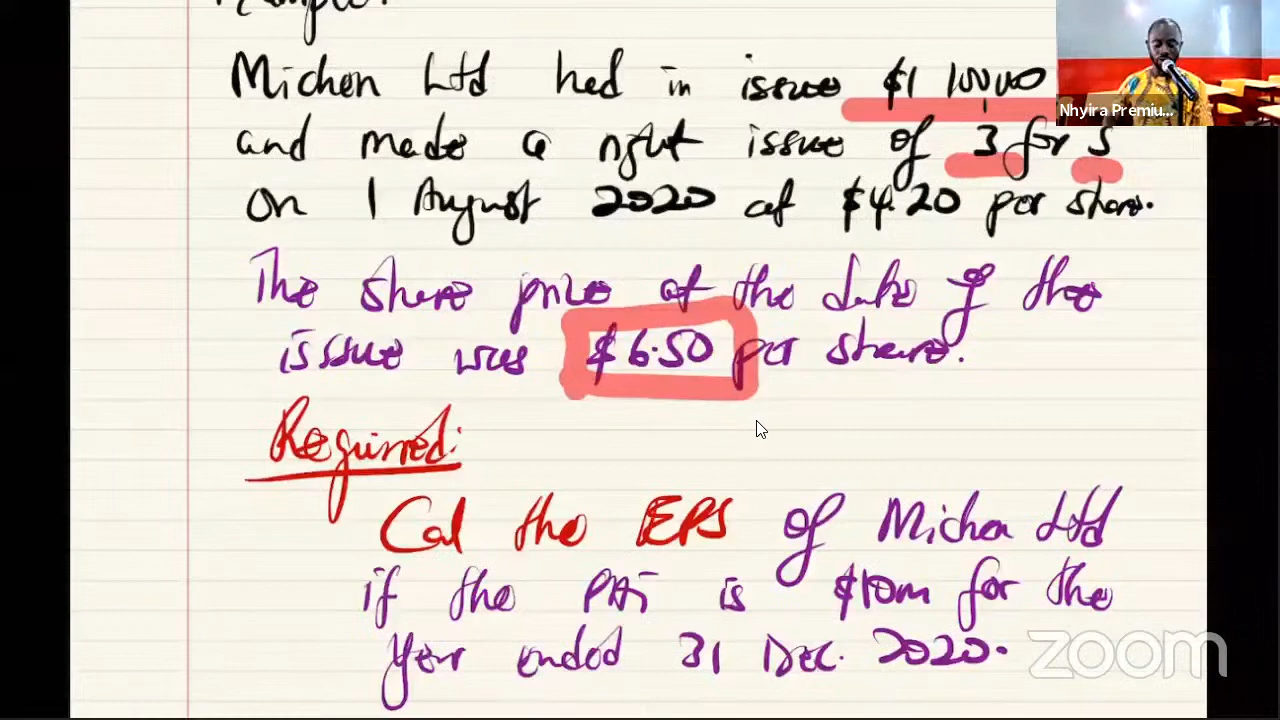 Example:
Michen Ltd had in issue $1 100,000
and made a right issue of 3 for 5
on 1 August 2020 at $4.20 per share.
The share price at the date of the
issue was $6.50 per share.
Required:
Cal the EPS of Michen Ltd
if the PAT is $10m for the
Year ended 31 Dec. 2020.
Nhyira Premiu...
zoom